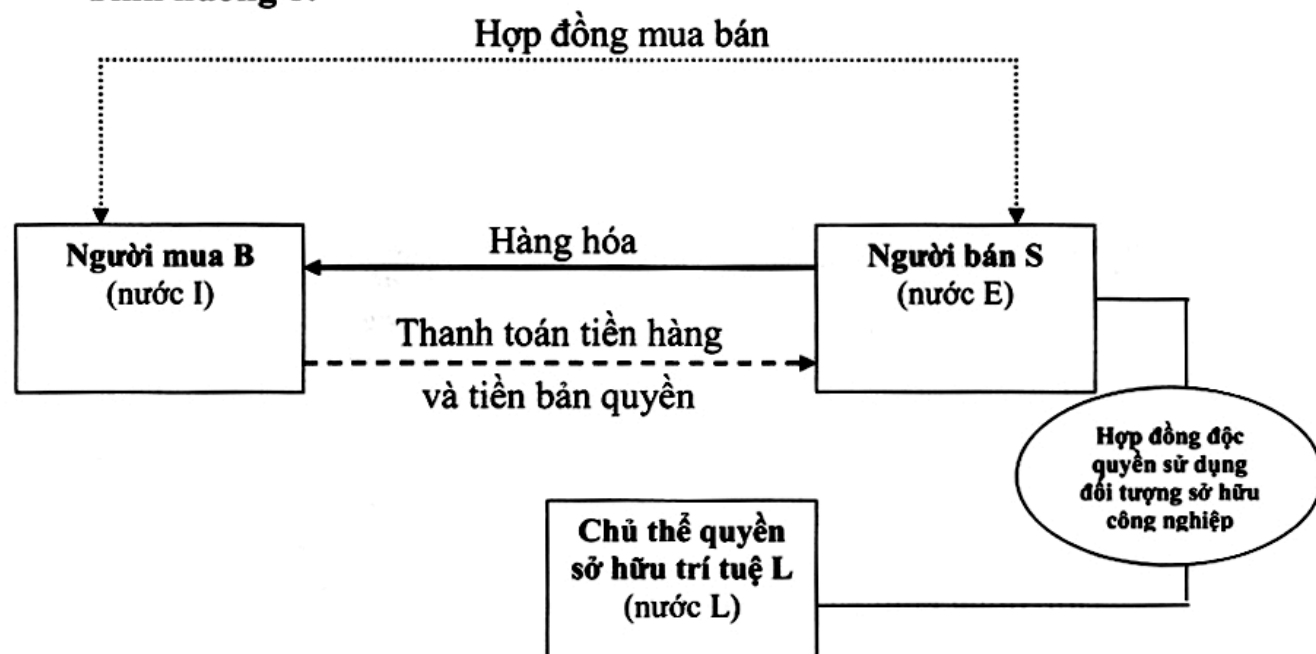 Hợp đồng mua bán
Người mua B
(nước I)
Hàng hóa
Thanh toán tiền hàng
và tiền bản quyền
Người bán S
(nước E)
Hợp đồng độc
quyền sử dụng
đối tượng sở hữu
công nghiệp
Chủ thể quyền
sở hữu trí tuệ L
(nước L)